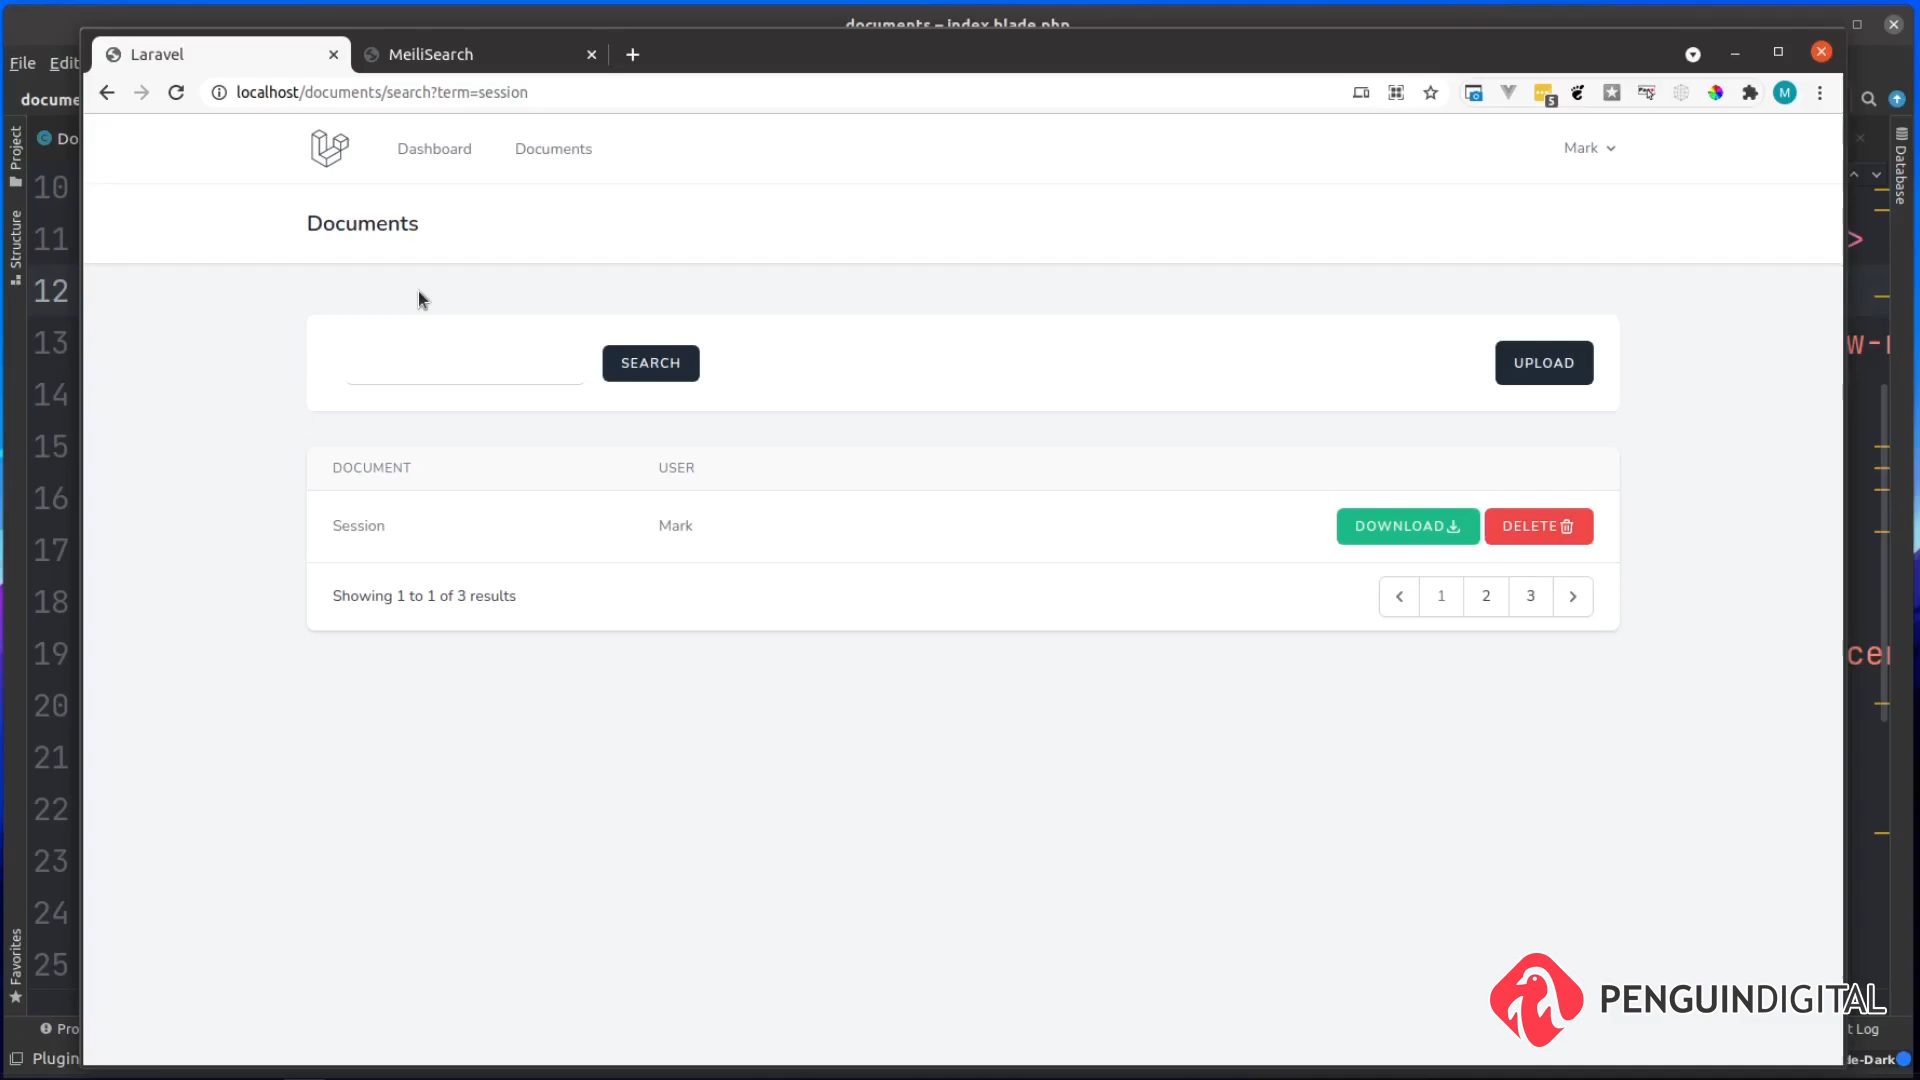 documents – index.blade.php
File Edit
Laravel
MeiliSearch
localhost/documents/search?term=session
5
M
docume
Do
Project
Structure
Favorites
Database
10
11
12
13
14
15
16
17
18
19
20
21
22
23
24
25
Dashboard
Documents
Mark
Documents
SEARCH
UPLOAD
DOCUMENT
USER
Session
Mark
DOWNLOAD
DELETE
Showing 1 to 1 of 3 results
1
2
3
>
w-r
cer
PENGUINDIGITAL
Pro
t Log
Plugin
de-Dark